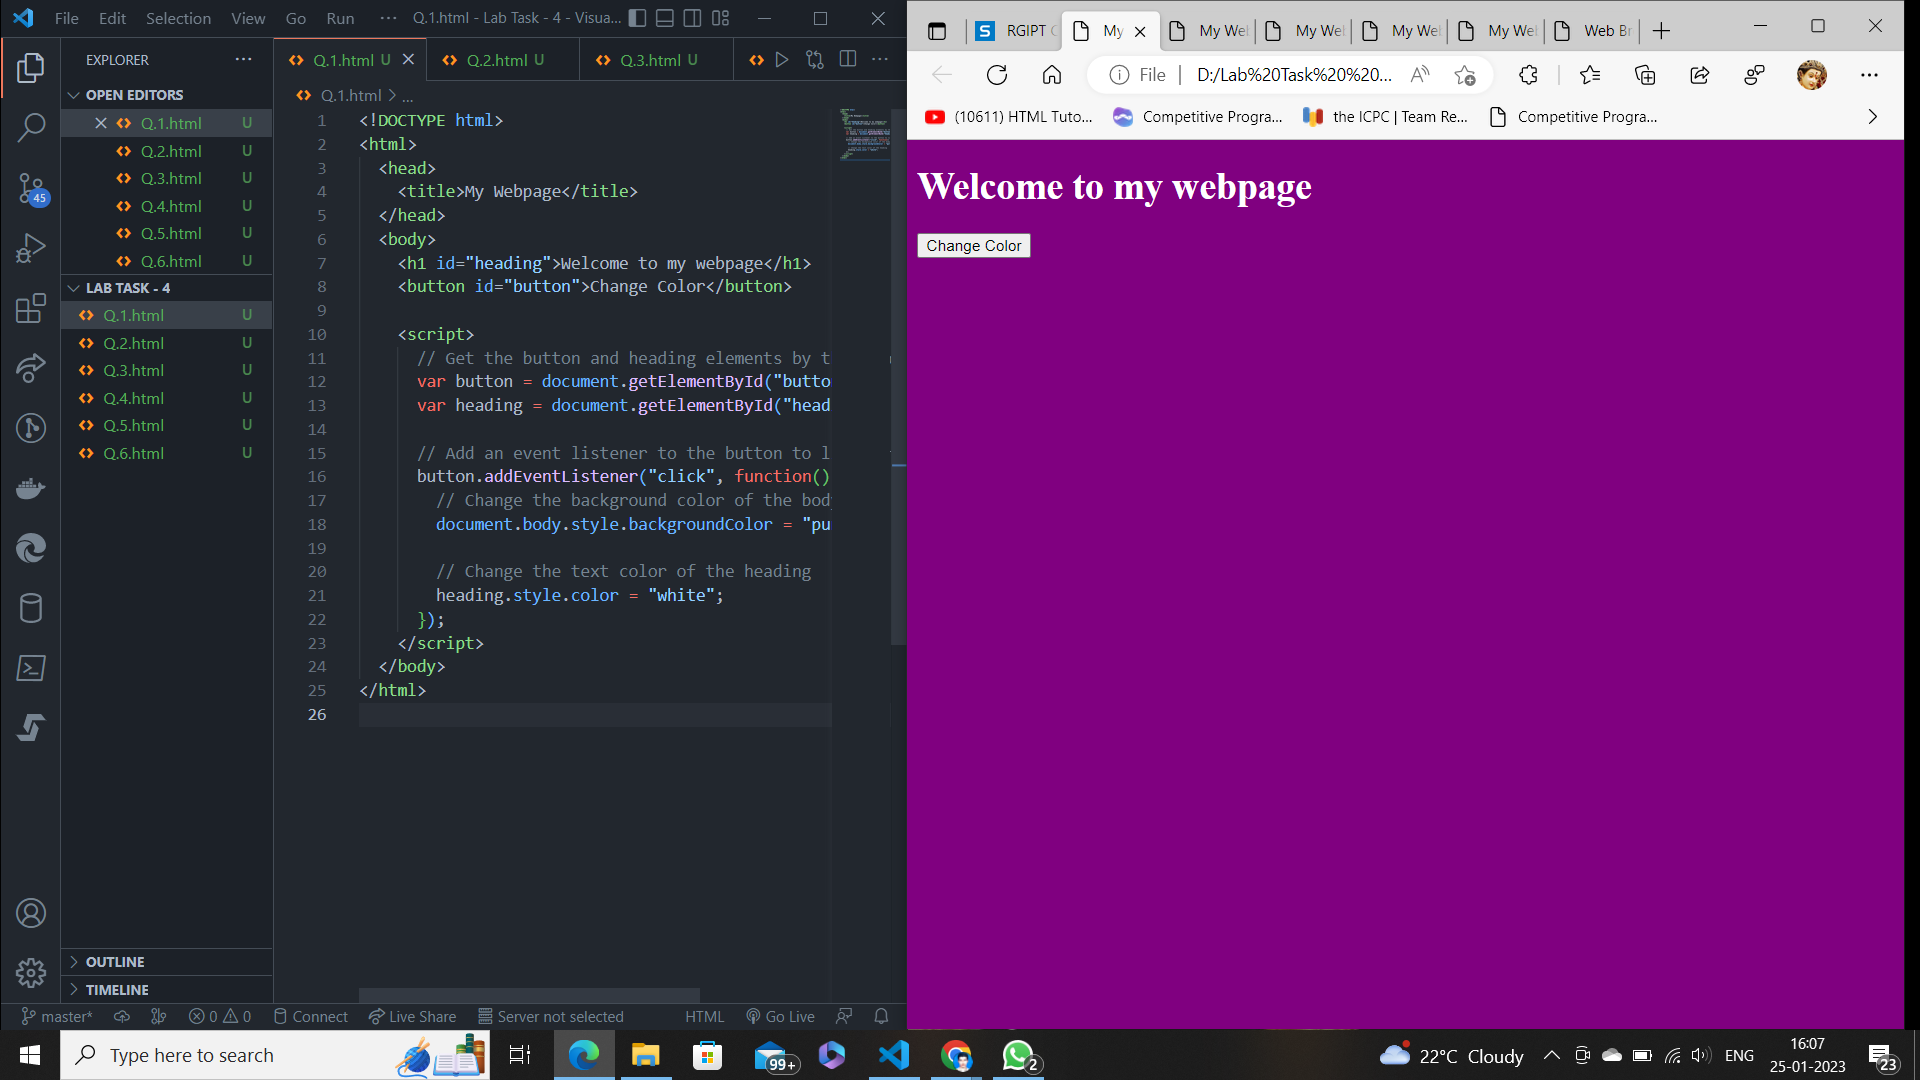 File Edit Selection View Go Run ··· Q.1.html - Lab Task - 4 - Visua...
EXPLORER ···
OPEN EDITORS
Q.1.html U
Q.2.html U
Q.3.html U
Q.4.html U
Q.5.html U
Q.6.html U
LAB TASK - 4
Q.1.html U
Q.2.html U
Q.3.html U
Q.4.html U
Q.5.html U
Q.6.html U
OUTLINE
TIMELINE
45
Q.1.html U Q.2.html U Q.3.html U
Q.1.html > ...
1 <!DOCTYPE html>
2 <html>
3 <head>
4 <title>My Webpage</title>
5 </head>
6 <body>
7 <h1 id="heading">Welcome to my webpage</h1>
8 <button id="button">Change Color</button>
9
10 <script>
11 // Get the button and heading elements by t
12 var button = document.getElementById("butto
13 var heading = document.getElementById("head
14
15 // Add an event listener to the button to l
16 button.addEventListener("click", function()
17 // Change the background color of the body
18 document.body.style.backgroundColor = "pu
19
20 // Change the text color of the heading
21 heading.style.color = "white";
22 });
23 </script>
24 </body>
25 </html>
26
master* 0 0 Connect Live Share Server not selected HTML Go Live
RGIPT My My Wel My Wel My Wel My Wel Web Br
File D:/Lab%20Task%20%20...
(10611) HTML Tuto... Competitive Progra... the ICPC | Team Re... Competitive Progra...
Welcome to my webpage
Change Color
Type here to search 99+ 2 22°C Cloudy ENG 16:07
25-01-2023 23